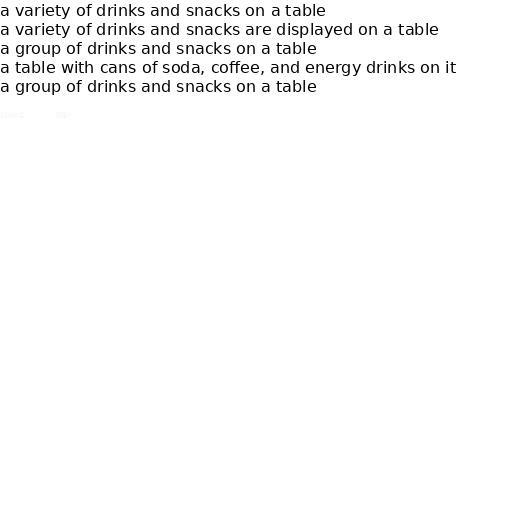 a variety of drinks and snacks on a table
a variety of drinks and snacks are displayed on a table
a group of drinks and snacks on a table
a table with cans of soda, coffee, and energy drinks on it
a group of drinks and snacks on a table